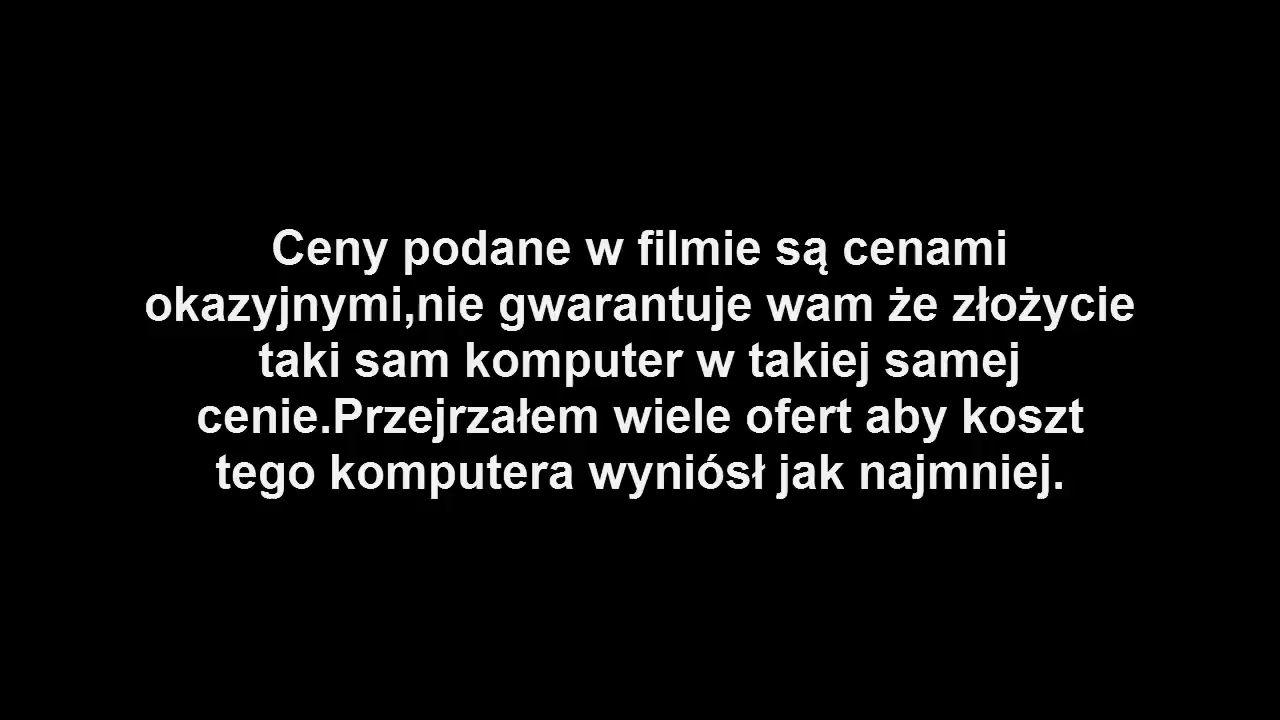 Ceny podane w filmie są cenami
okazyjnymi,nie gwarantuje wam że złożycie
taki sam komputer w takiej samej
cenie.Przejrzałem wiele ofert aby koszt
tego komputera wyniósł jak najmniej.